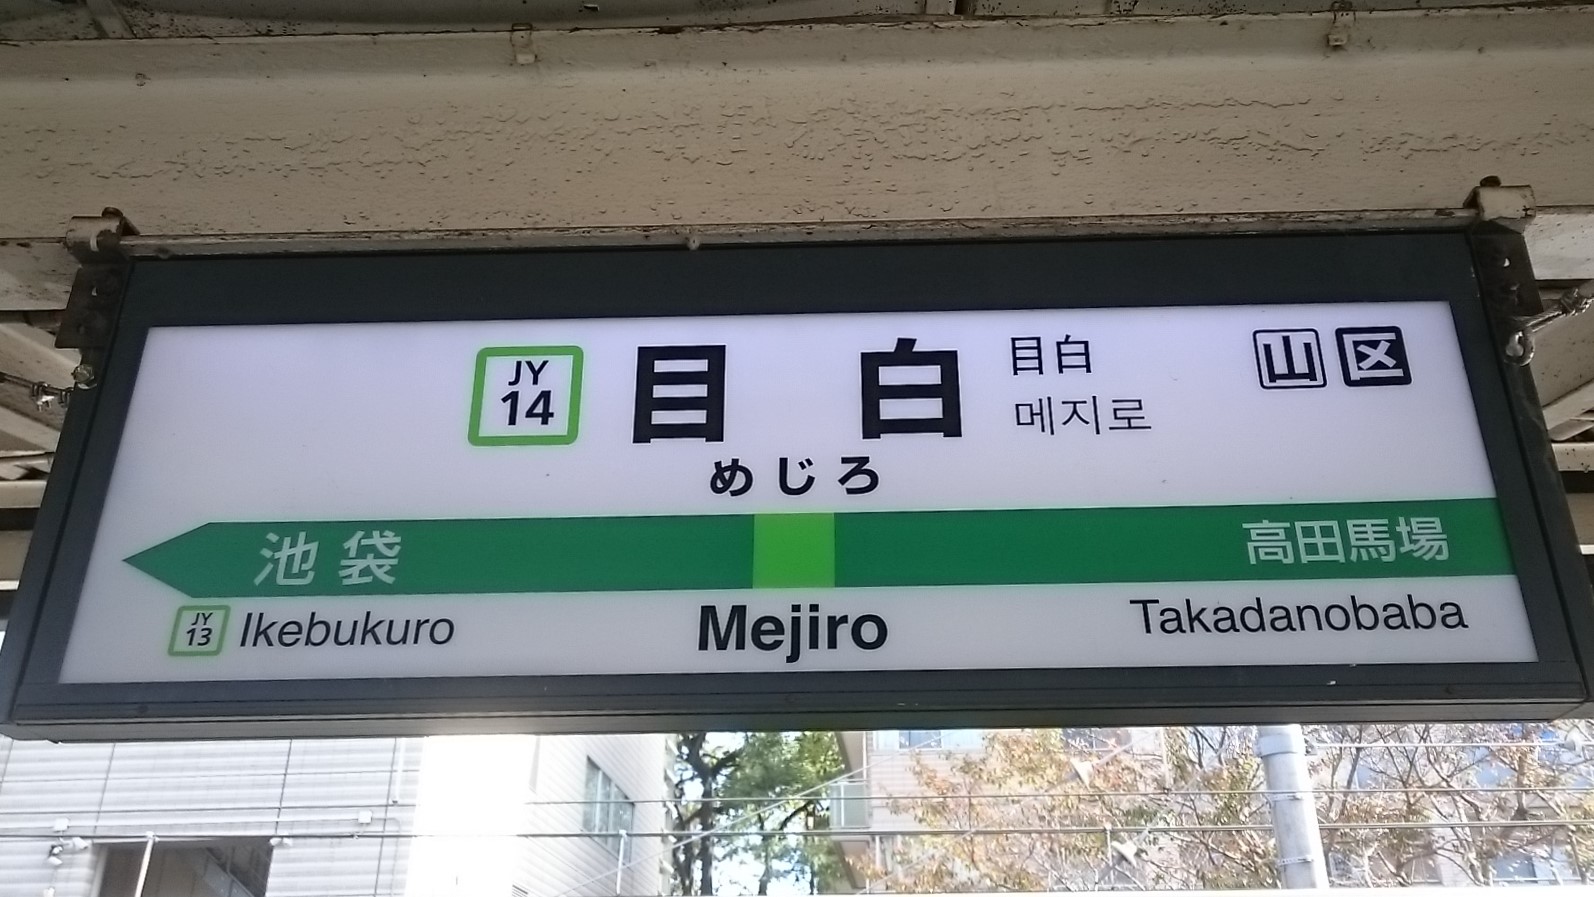 JY
14
目白
目白
메지로
山 区
めじろ
池袋
高田馬場
JY
13
Ikebukuro
Mejiro
Takadanobaba